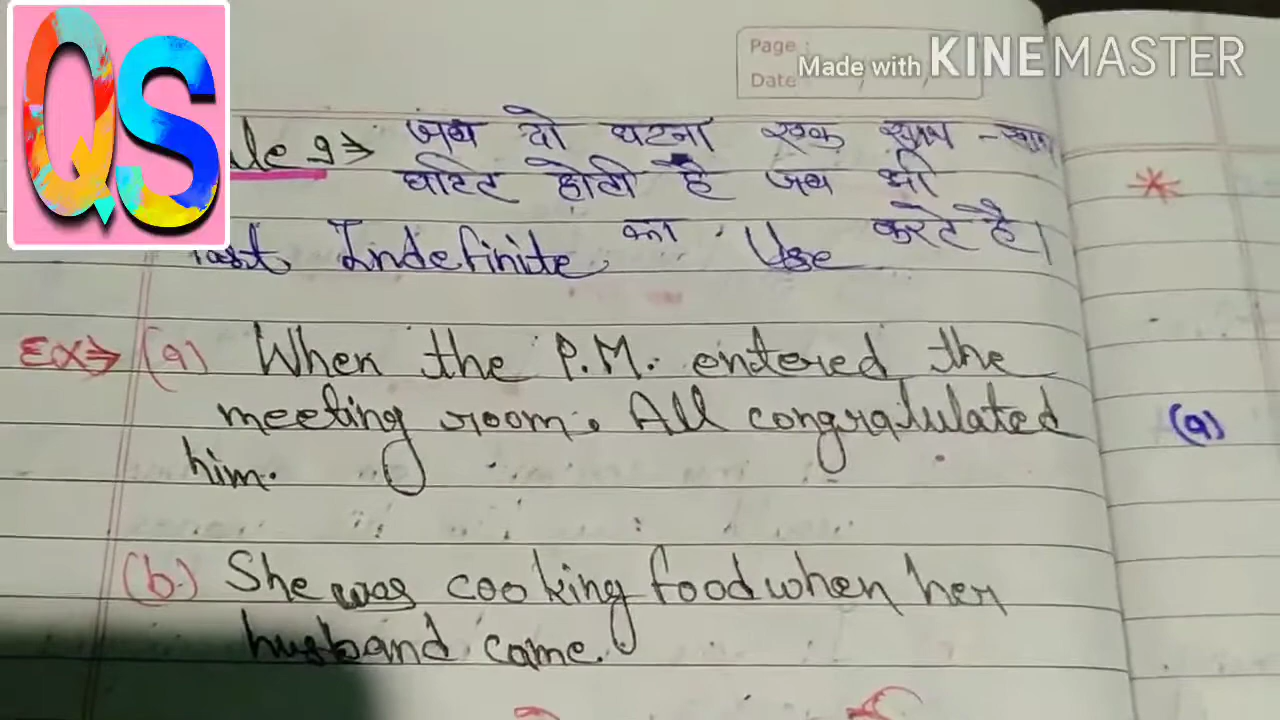 QS
Page :
Date :
Made with KINEMASTER
Rule 9⇒ जब दो घटना एक साथ-साथ
घटित होती है जब भी
Past Indefinite का Use करते है।
Ex⇒ (a) When the P.M. entered the
meeting room, All congratulated
him.
(b) She was cooking food when her
husband came.
(a)